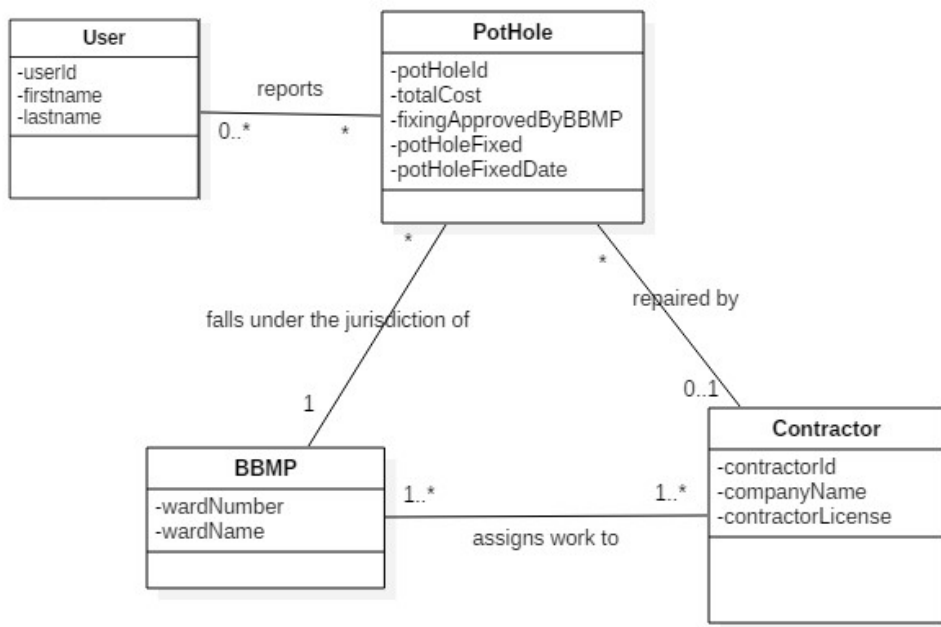 User
-userId
-firstname
-lastname
reports
0..*
*
PotHole
-potHoleId
-totalCost
-fixingApprovedByBBMP
-potHoleFixed
-potHoleFixedDate
*
*
falls under the jurisdiction of
repaired by
1
0..1
BBMP
-wardNumber
-wardName
1..*
1..*
assigns work to
Contractor
-contractorId
-companyName
-contractorLicense